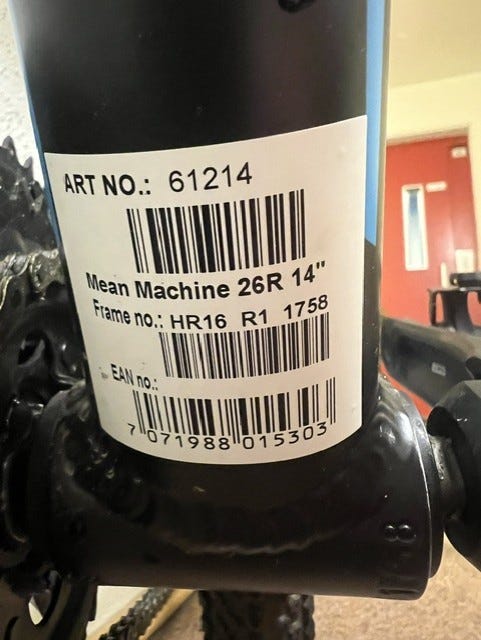 ART NO.: 61214
Mean Machine 26R 14"
Frame no.: HR16 R1 1758
EAN no.:
7 071988 015303